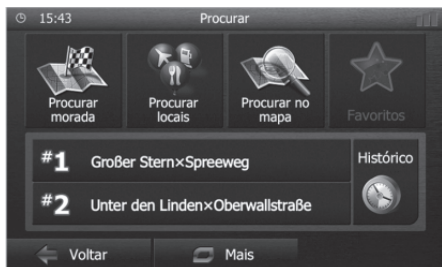 15:43 Procurar
Procurar morada
Procurar locais
Procurar no mapa
Favoritos
#1 Großer Stern×Spreeweg
#2 Unter den Linden×Oberwallstraße
Histórico
Voltar
Mais